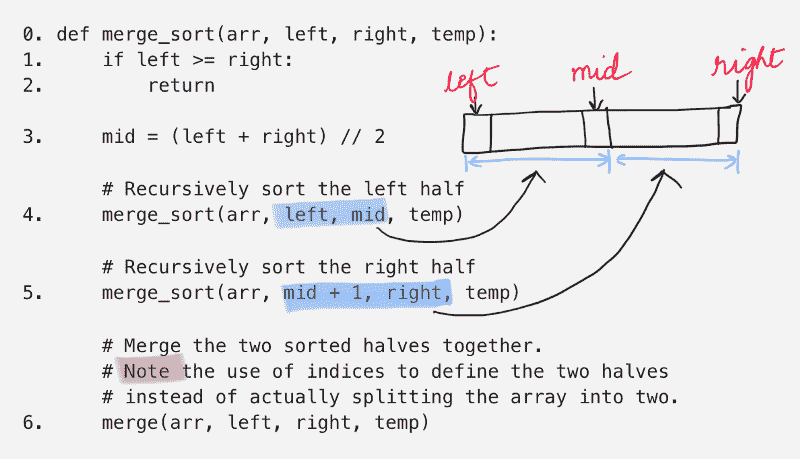 0. def merge_sort(arr, left, right, temp):
1.     if left >= right:
2.         return
left
mid
right
3.     mid = (left + right) // 2
# Recursively sort the left half
4.     merge_sort(arr, left, mid, temp)
# Recursively sort the right half
5.     merge_sort(arr, mid + 1, right, temp)
# Merge the two sorted halves together.
# Note the use of indices to define the two halves
# instead of actually splitting the array into two.
6.     merge(arr, left, right, temp)